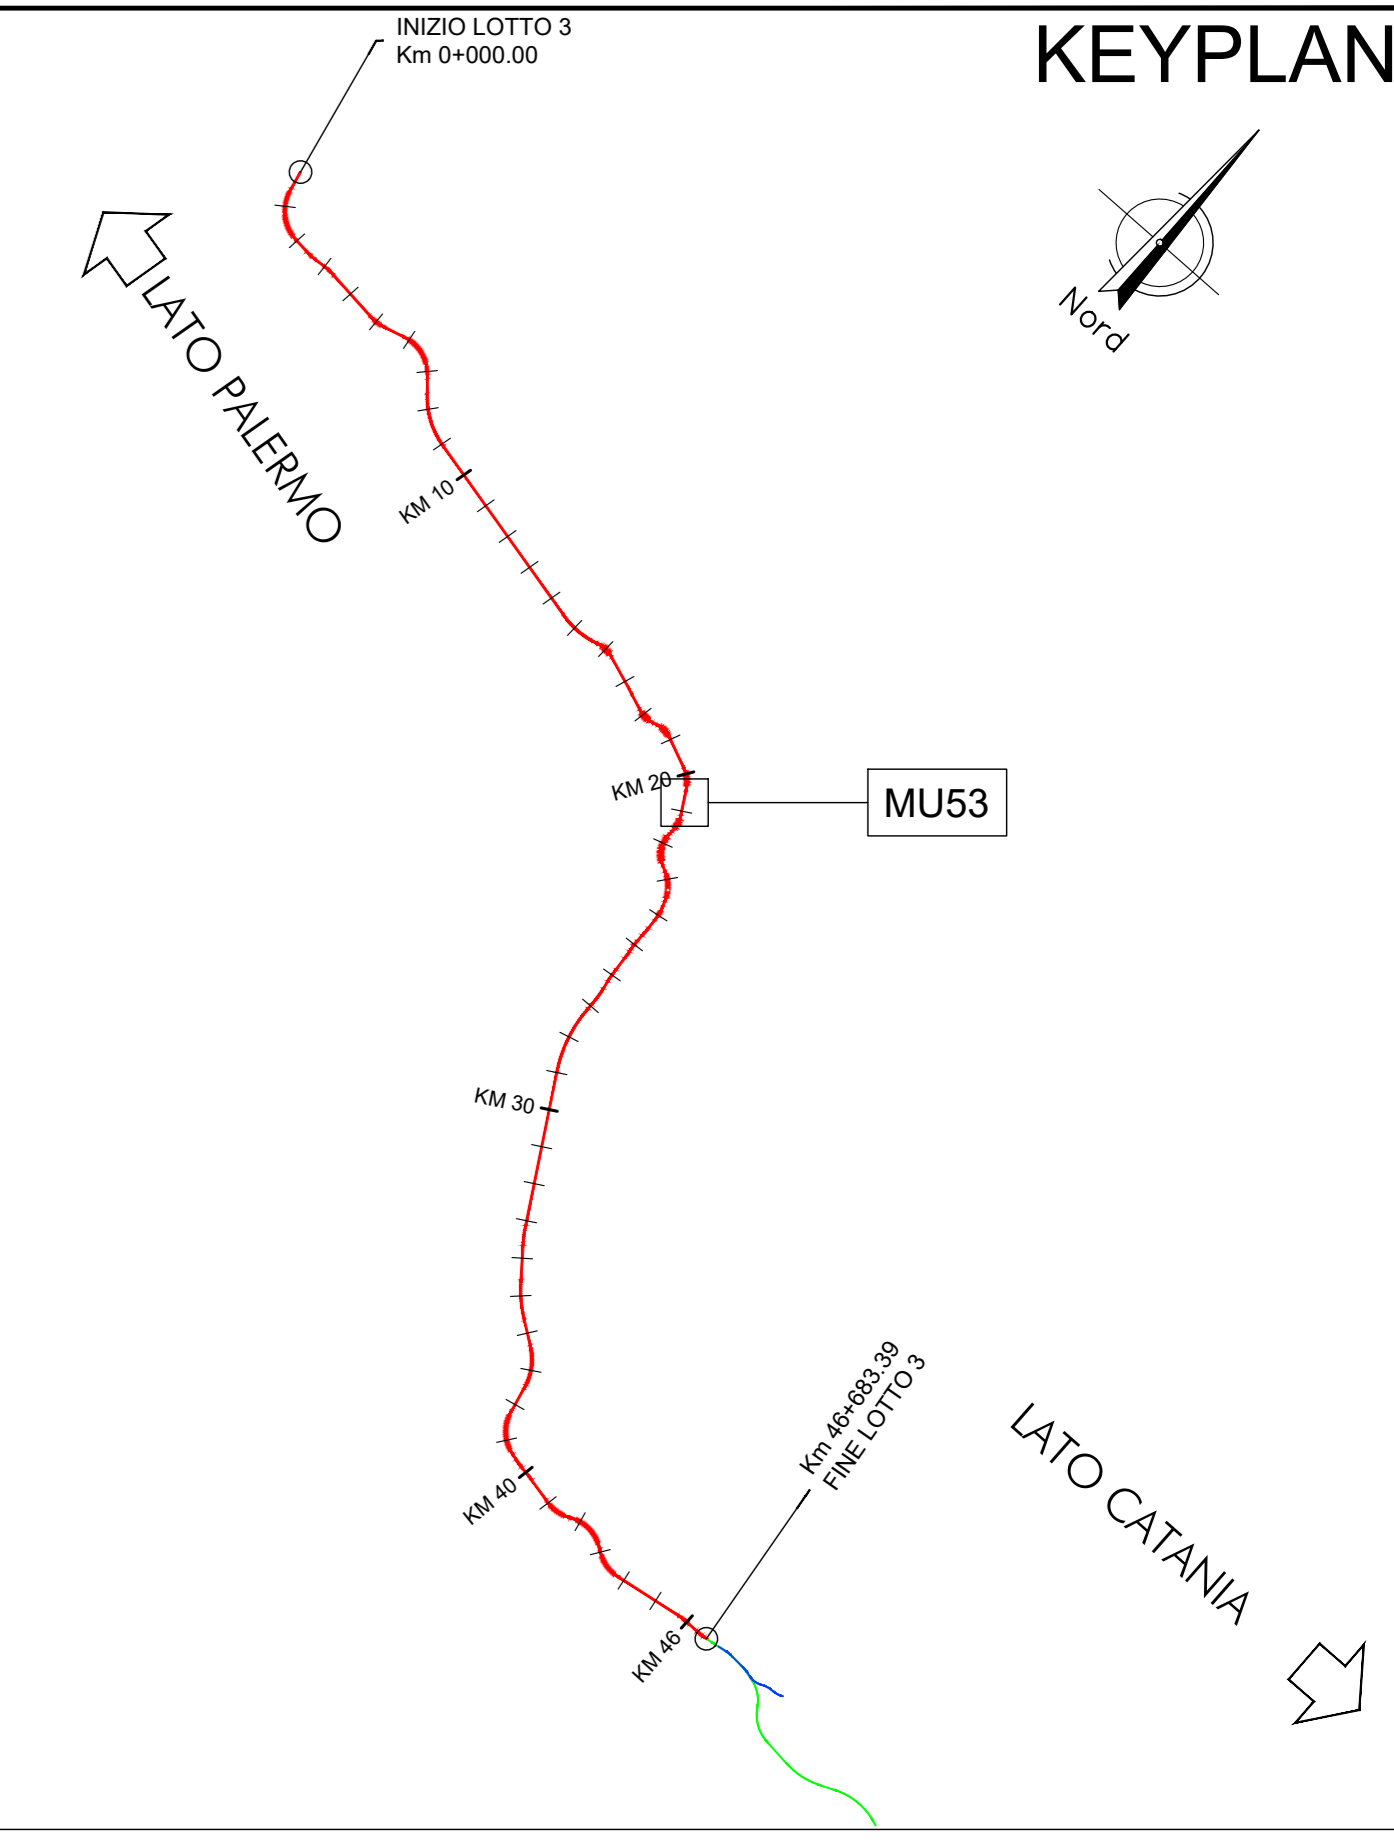 INIZIO LOTTO 3
Km 0+000.00
KEYPLAN
Nord
LATO PALERMO
KM 10
KM 20
MU53
KM 30
Km 46+683.39
FINE LOTTO 3
LATO CATANIA
KM 40
KM 46